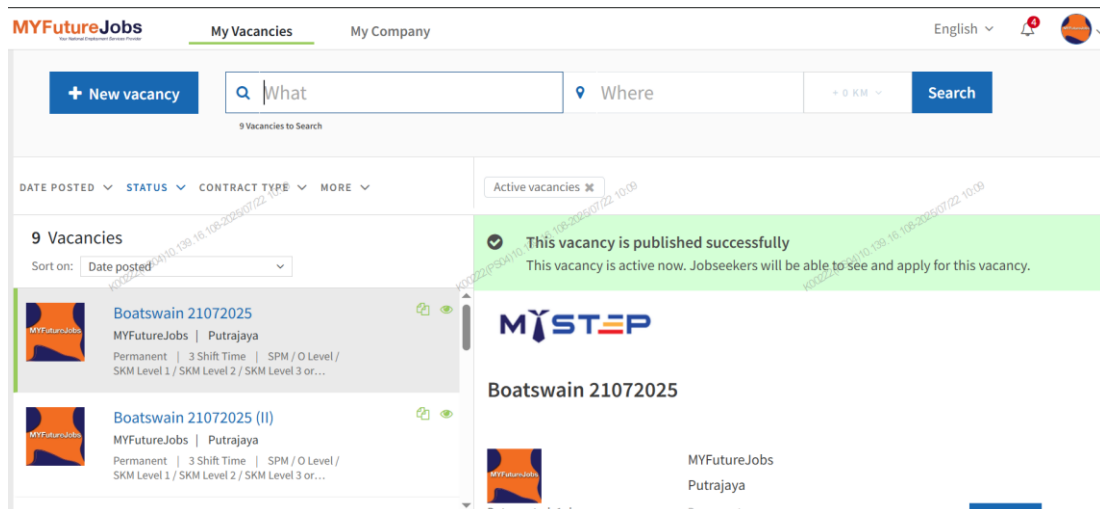 MYFutureJobs
Your National Employment Services Provider
My Vacancies
My Company
English
4
New vacancy
What
Where
+ 0 KM
Search
9 Vacancies to Search
DATE POSTED
STATUS
CONTRACT TYPE
MORE
Active vacancies ✖
9 Vacancies
Sort on: Date posted
This vacancy is published successfully
This vacancy is active now. Jobseekers will be able to see and apply for this vacancy.
MYFutureJobs
Boatswain 21072025
MYFutureJobs | Putrajaya
Permanent | 3 Shift Time | SPM / O Level /
SKM Level 1 / SKM Level 2 / SKM Level 3 or...
MYFutureJobs
Boatswain 21072025 (II)
MYFutureJobs | Putrajaya
Permanent | 3 Shift Time | SPM / O Level /
SKM Level 1 / SKM Level 2 / SKM Level 3 or...
MYSTEP
Boatswain 21072025
MYFutureJobs
MYFutureJobs
Putrajaya